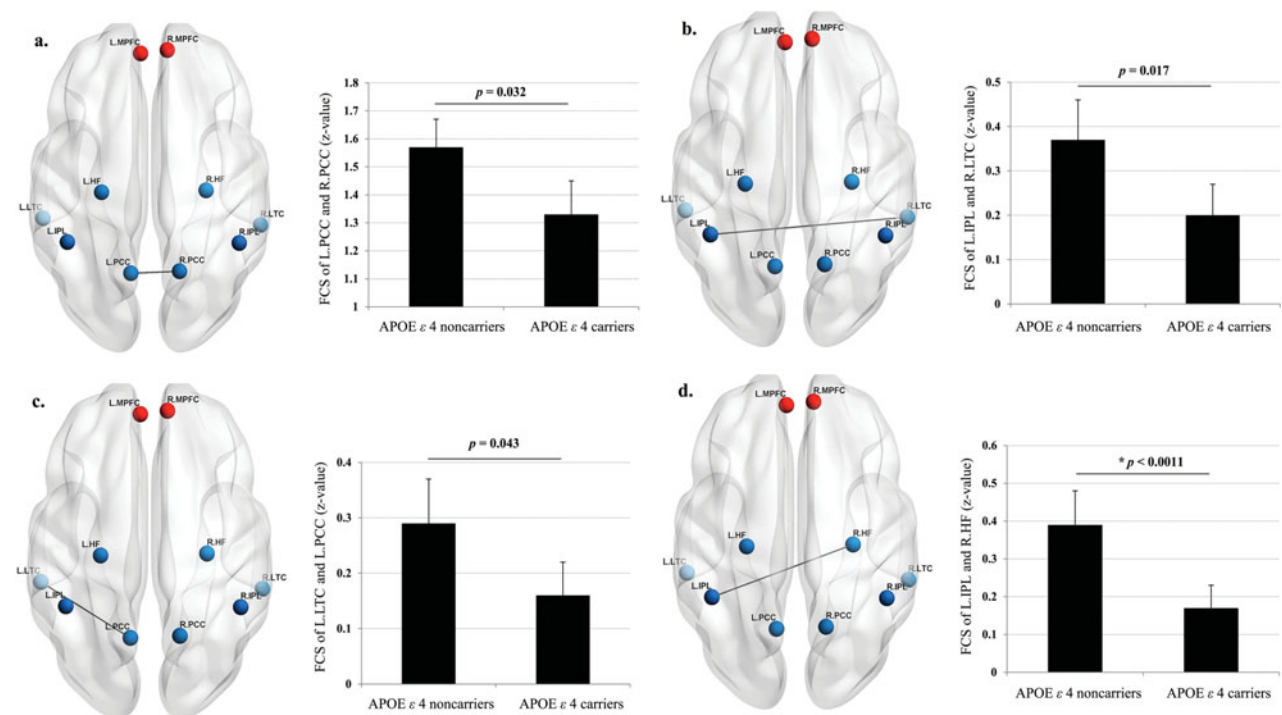 a.
L.MPFC
R.MPFC
L.HF
R.HF
L.LTC
R.LTC
L.IPL
R.IPL
L.PCC
R.PCC
FCS of L.PCC and R.PCC (z-value)
1.8
1.7
1.6
1.5
1.4
1.3
1.2
1.1
1
p = 0.032
APOE ε 4 noncarriers
APOE ε 4 carriers
b.
L.MPFC
R.MPFC
L.HF
R.HF
L.LTC
R.LTC
L.IPL
R.IPL
L.PCC
R.PCC
FCS of L.IPL and R.LTC (z-value)
0.5
0.4
0.3
0.2
0.1
0
p = 0.017
APOE ε 4 noncarriers
APOE ε 4 carriers
c.
L.MPFC
R.MPFC
L.HF
R.HF
L.LTC
R.LTC
L.IPL
R.IPL
L.PCC
R.PCC
FCS of L.LTC and L.PCC (z-value)
0.4
0.3
0.2
0.1
0
p = 0.043
APOE ε 4 noncarriers
APOE ε 4 carriers
d.
L.MPFC
R.MPFC
L.HF
R.HF
L.LTC
R.LTC
L.IPL
R.IPL
L.PCC
R.PCC
FCS of L.IPL and R.HF (z-value)
0.6
0.5
0.4
0.3
0.2
0.1
0
* p < 0.0011
APOE ε 4 noncarriers
APOE ε 4 carriers